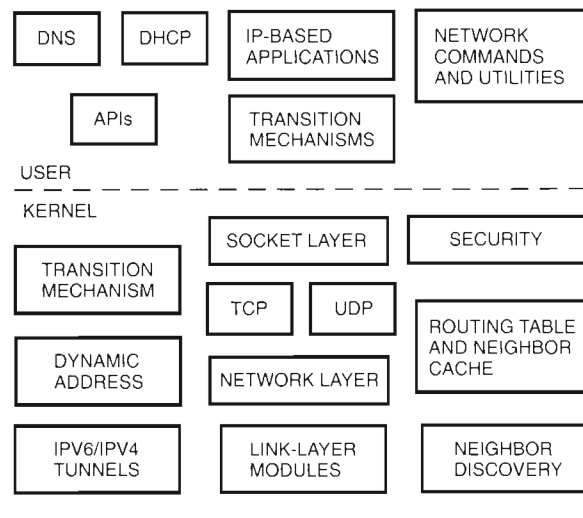 DNS
DHCP
IP-BASED
APPLICATIONS
NETWORK
COMMANDS
AND UTILITIES
APIs
TRANSITION
MECHANISMS
USER
KERNEL
SOCKET LAYER
SECURITY
TRANSITION
MECHANISM
TCP
UDP
ROUTING TABLE
AND NEIGHBOR
CACHE
DYNAMIC
ADDRESS
NETWORK LAYER
IPV6/IPV4
TUNNELS
LINK-LAYER
MODULES
NEIGHBOR
DISCOVERY